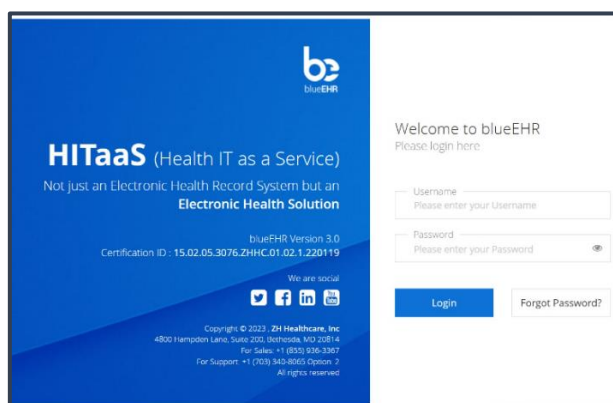 be
blueEHR
HITaaS (Health IT as a Service)
Not just an Electronic Health Record System but an
Electronic Health Solution
blueEHR Version 3.0
Certification ID : 15.02.05.3076.ZHHC.01.02.1.220119
We are social
Copyright © 2023 , ZH Healthcare, Inc
4800 Hampden Lane, Suite 200, Bethesda, MD 20814
For Sales: +1 (855) 936-3367
For Support: +1 (703) 340-8065 Option 2
All rights reserved
Welcome to blueEHR
Please login here
Username
Please enter your Username
Password
Please enter your Password
Login
Forgot Password?